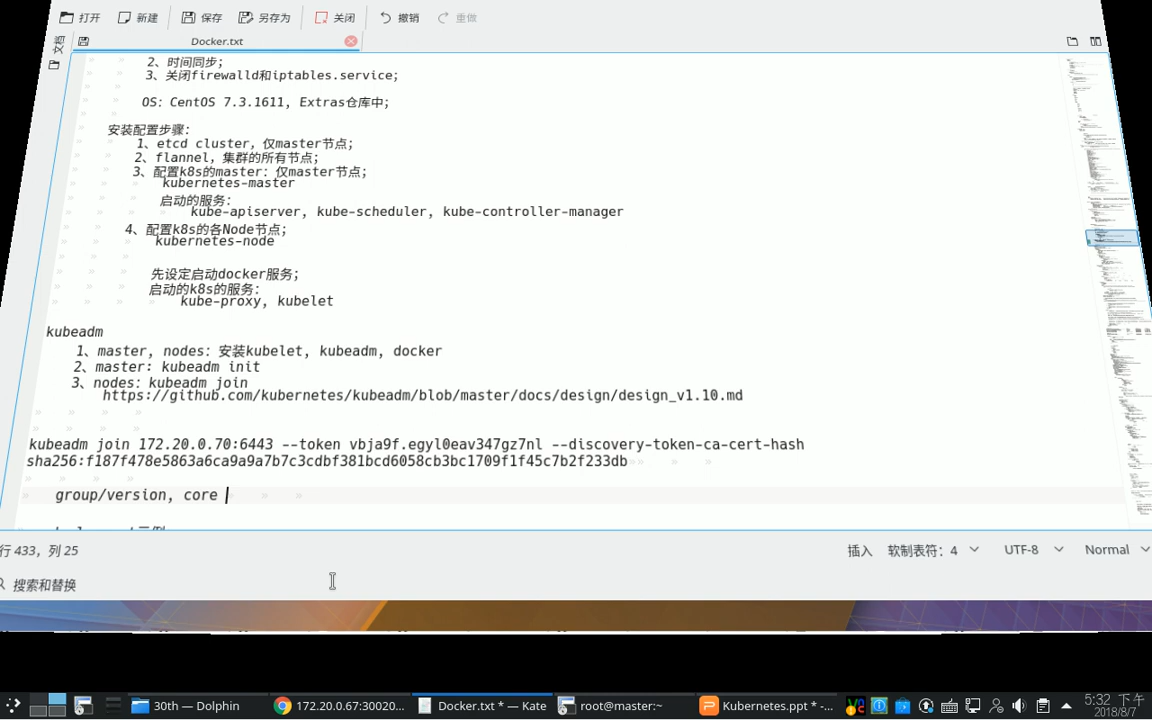 打开 新建 保存 另存为 关闭 撤销 重做
文档
Docker.txt
2、时间同步;
3、关闭firewalld和iptables.service;
OS: CentOS 7.3.1611, Extras仓库中;
安装配置步骤:
1、etcd cluster, 仅master节点;
2、flannel, 集群的所有节点;
3、配置k8s的master: 仅master节点;
kubernetes-master
启动的服务:
kube-apiserver, kube-scheduler, kube-controller-manager
4、配置k8s的各Node节点;
kubernetes-node
先设定启动docker服务;
启动的k8s的服务:
kube-proxy, kubelet
kubeadm
1、master, nodes: 安装kubelet, kubeadm, docker
2、master: kubeadm init
3、nodes: kubeadm join
https://github.com/kubernetes/kubeadm/blob/master/docs/design/design_v1.10.md
kubeadm join 172.20.0.70:6443 --token vbja9f.egyl0eav347gz7nl --discovery-token-ca-cert-hash
sha256:f187f478e5863a6ca9a9a7b7c3cdbf381bcd6058cb3bc1709f1f45c7b2f233db
group/version, core
行 433, 列 25 插入 软制表符: 4 UTF-8 Normal
搜索和替换
30th — Dolphin 172.20.0.67:30020... Docker.txt * — Kate root@master:~ Kubernetes.ppt * -... 5:32 下午
2018/8/7